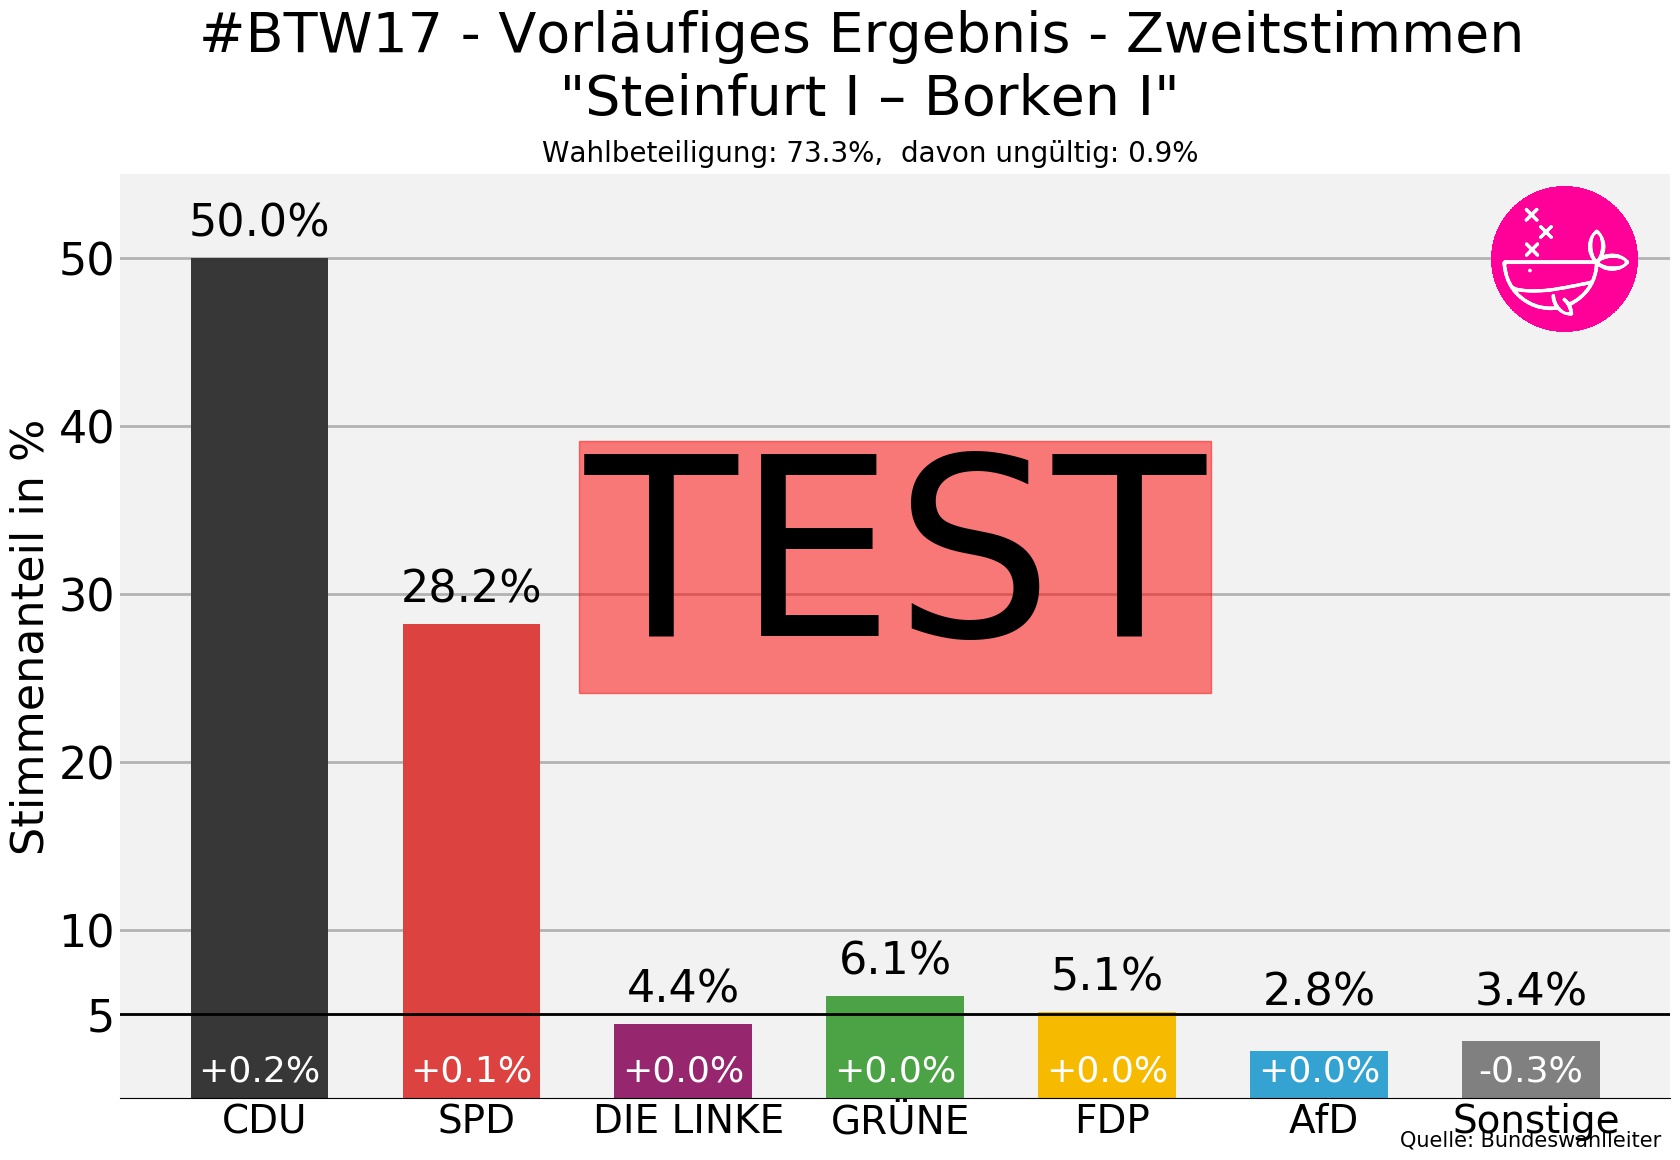 #BTW17 - Vorläufiges Ergebnis - Zweitstimmen
"Steinfurt I – Borken I"
Wahlbeteiligung: 73.3%,  davon ungültig: 0.9%
Stimmenanteil in %
50
40
30
20
10
5
50.0%
28.2%
4.4%
6.1%
5.1%
2.8%
3.4%
TEST
+0.2%
+0.1%
+0.0%
+0.0%
+0.0%
+0.0%
-0.3%
CDU
SPD
DIE LINKE
GRÜNE
FDP
AfD
Sonstige
Quelle: Bundeswahlleiter